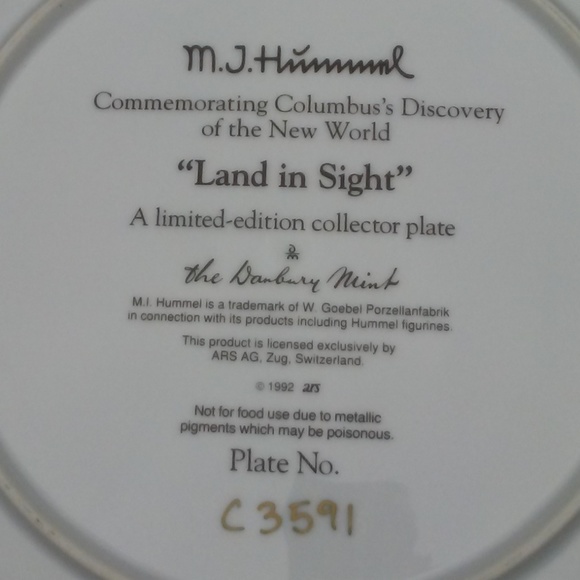 M.J. Hummel
Commemorating Columbus's Discovery
of the New World
"Land in Sight"
A limited-edition collector plate
the Danbury Mint
M.I. Hummel is a trademark of W. Goebel Porzellanfabrik
in connection with its products including Hummel figurines.
This product is licensed exclusively by
ARS AG, Zug, Switzerland.
© 1992 ars
Not for food use due to metallic
pigments which may be poisonous.
Plate No.
C 3591